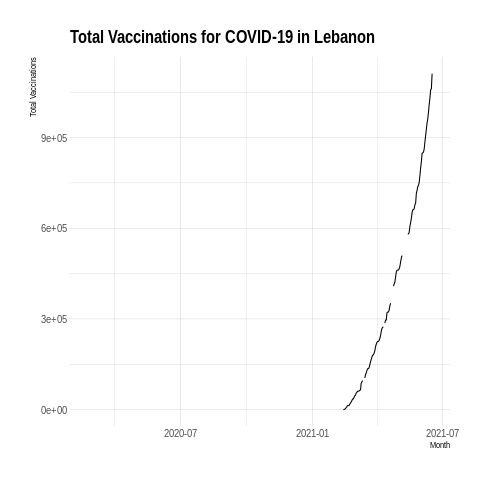 Total Vaccinations for COVID-19 in Lebanon
Total Vaccinations
9e+05
6e+05
3e+05
0e+00
2020-07
2021-01
2021-07
Month